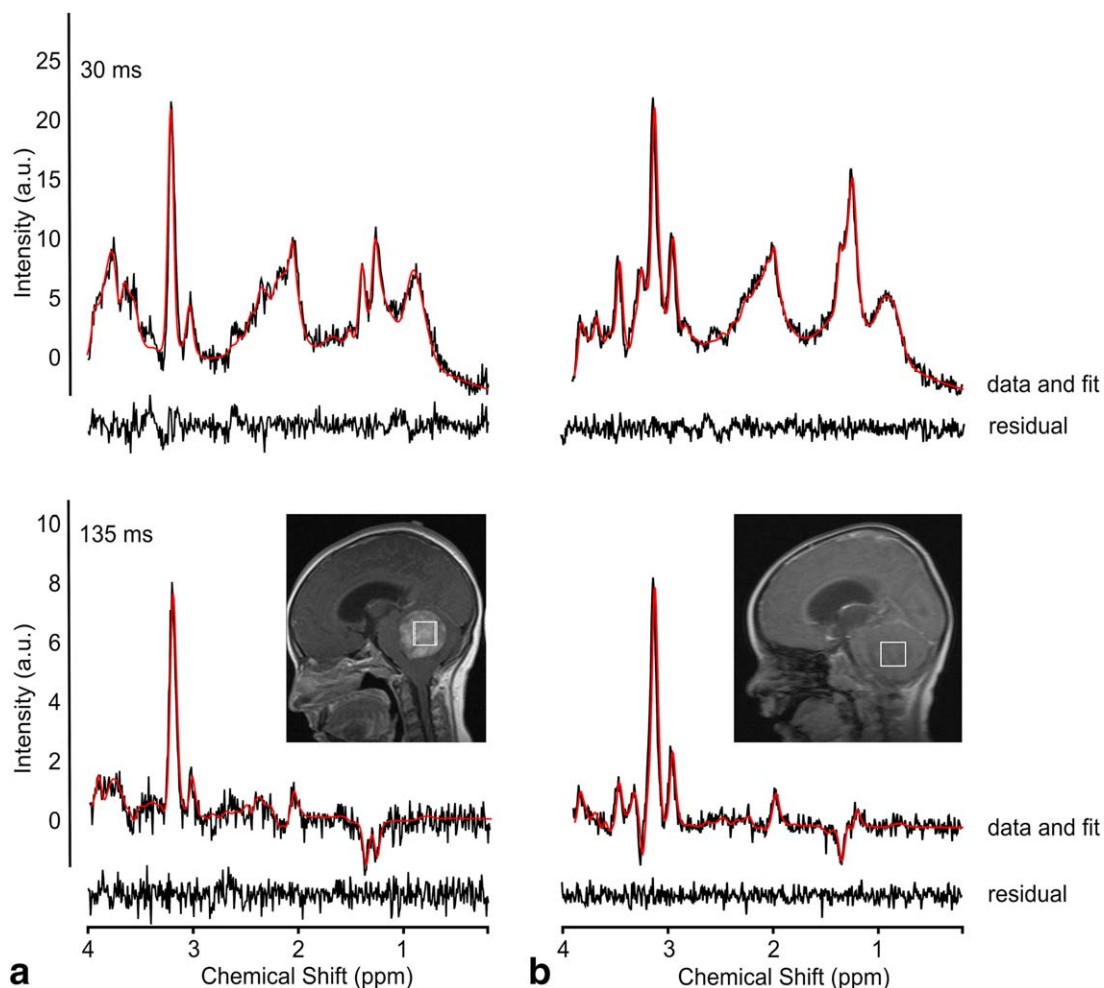 30 ms
25
20
15
10
5
0
Intensity (a.u.)
data and fit
residual
135 ms
10
8
6
4
2
0
Intensity (a.u.)
data and fit
residual
4 3 2 1
4 3 2 1
a Chemical Shift (ppm)
b Chemical Shift (ppm)